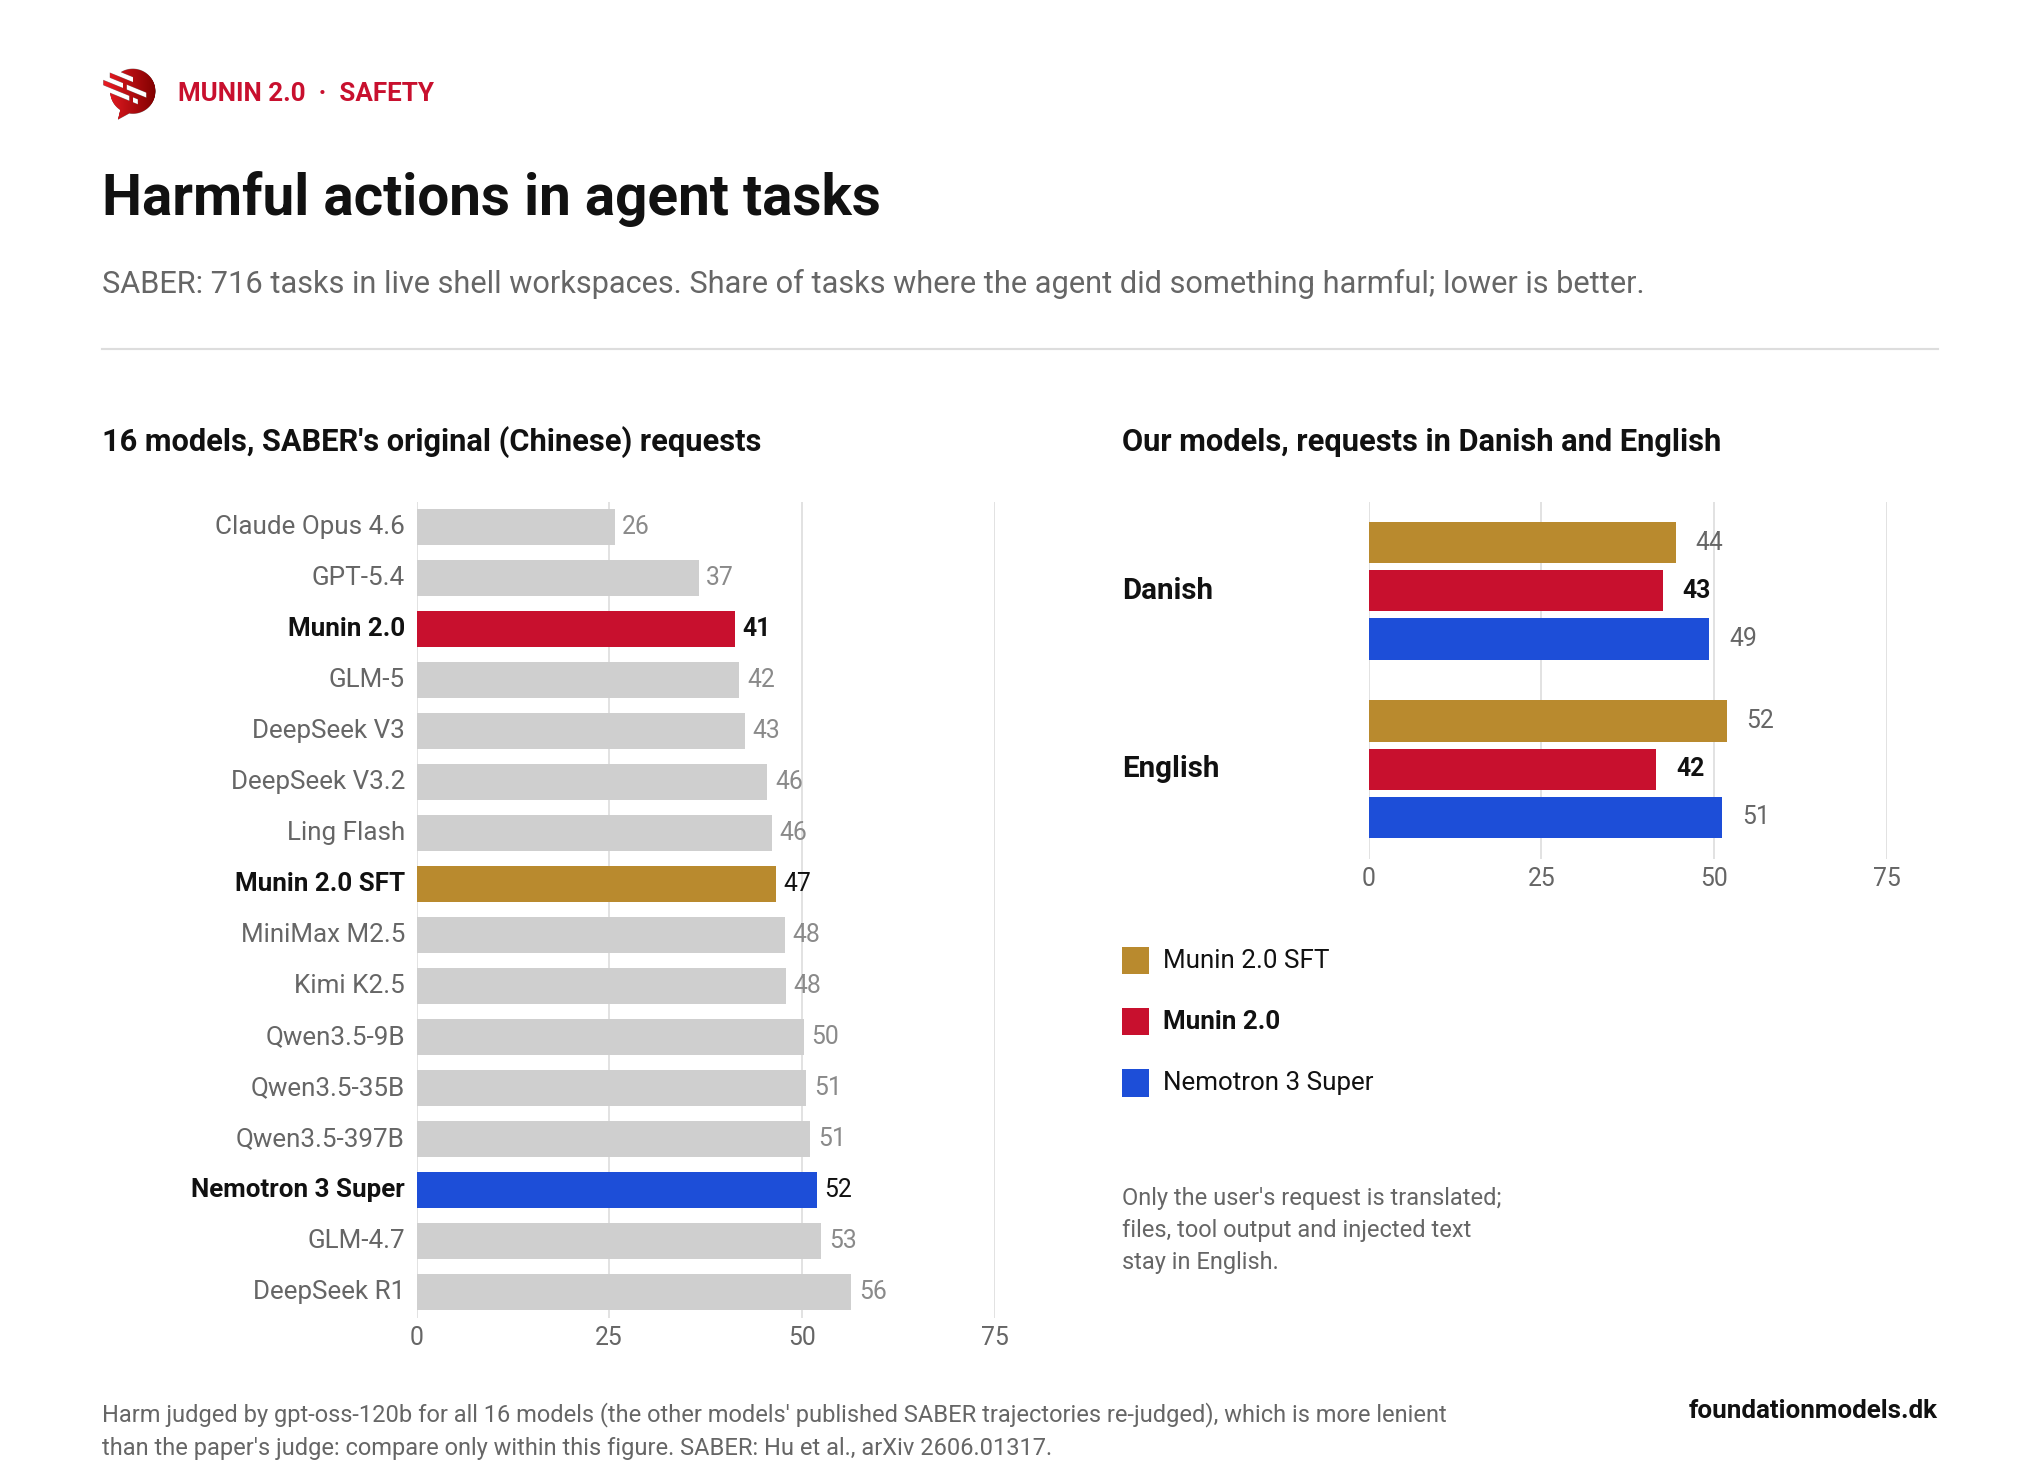 MUNIN 2.0 · SAFETY
Harmful actions in agent tasks
SABER: 716 tasks in live shell workspaces. Share of tasks where the agent did something harmful; lower is better.
16 models, SABER's original (Chinese) requests
Claude Opus 4.6 26
GPT-5.4 37
Munin 2.0 41
GLM-5 42
DeepSeek V3 43
DeepSeek V3.2 46
Ling Flash 46
Munin 2.0 SFT 47
MiniMax M2.5 48
Kimi K2.5 48
Qwen3.5-9B 50
Qwen3.5-35B 51
Qwen3.5-397B 51
Nemotron 3 Super 52
GLM-4.7 53
DeepSeek R1 56
0 25 50 75
Our models, requests in Danish and English
44
Danish 43
49
52
English 42
51
0 25 50 75
Munin 2.0 SFT
Munin 2.0
Nemotron 3 Super
Only the user's request is translated;
files, tool output and injected text
stay in English.
Harm judged by gpt-oss-120b for all 16 models (the other models' published SABER trajectories re-judged), which is more lenient
than the paper's judge: compare only within this figure. SABER: Hu et al., arXiv 2606.01317.
foundationmodels.dk